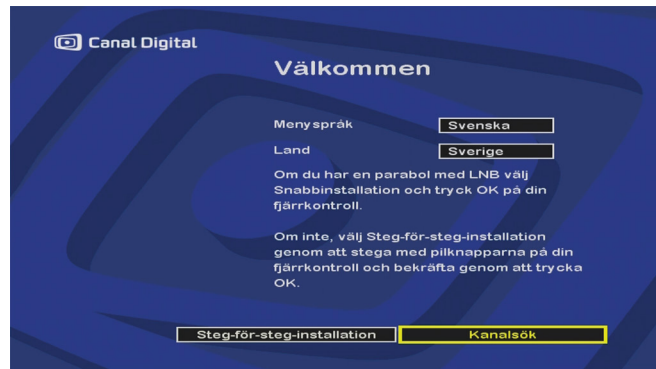 Canal Digital
Välkommen
Menyspråk Svenska
Land Sverige
Om du har en parabol med LNB välj
Snabbinstallation och tryck OK på din
fjärrkontroll.
Om inte, välj Steg-för-steg-installation
genom att stega med pilknapparna på din
fjärrkontroll och bekräfta genom att trycka
OK.
Steg-för-steg-installation Kanalsök